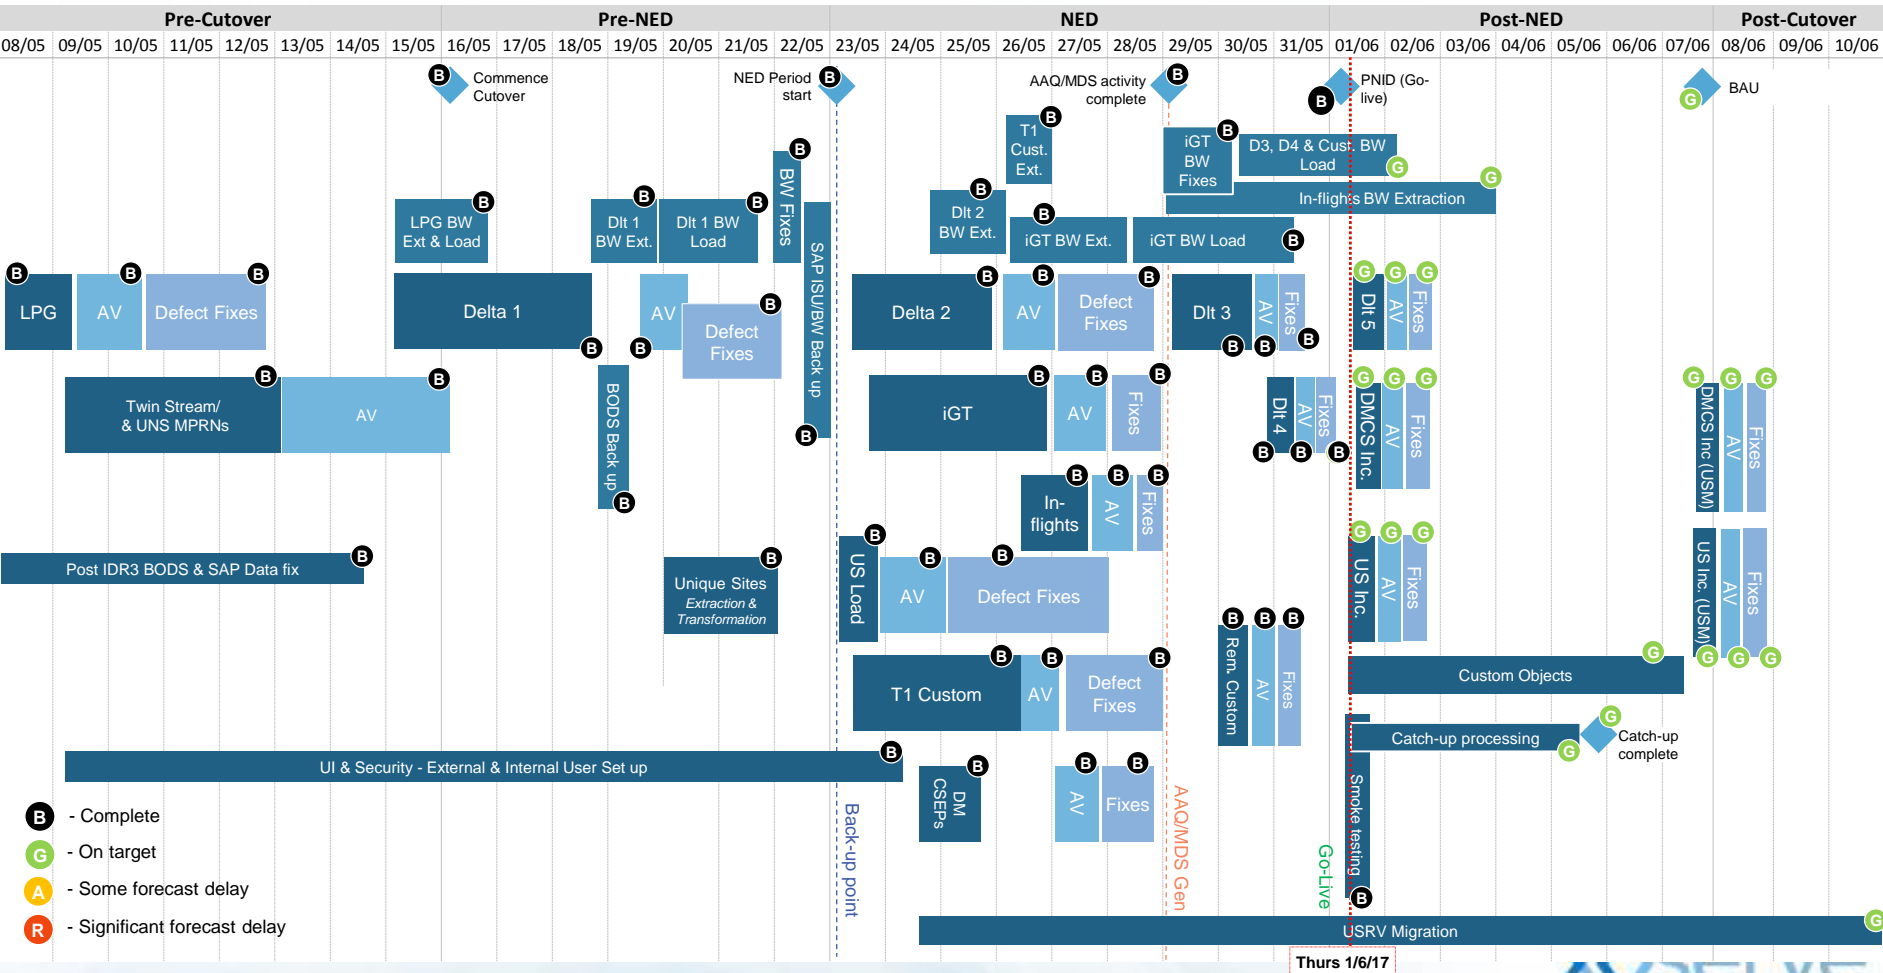 Pre-Cutover
Pre-NED
NED
Post-NED
Post-Cutover
08/05 09/05 10/05 11/05 12/05 13/05 14/05 15/05 16/05 17/05 18/05 19/05 20/05 21/05 22/05 23/05 24/05 25/05 26/05 27/05 28/05 29/05 30/05 31/05 01/06 02/06 03/06 04/06 05/06 06/06 07/06 08/06 09/06 10/06
B
Commence
Cutover
NED Period
start
B
AAQ/MDS activity
complete
B
B
PNID (Go-
live)
G
BAU
T1
Cust.
Ext.
B
iGT
BW
Fixes
B
D3, D4 & Cust. BW
Load
G
In-flights BW Extraction
G
LPG BW
Ext & Load
B
Dlt 1
BW Ext.
B
Dlt 1 BW
Load
B
BW Fixes
B
SAP ISU/BW Back up
B
Dlt 2
BW Ext.
B
iGT BW Ext.
B
iGT BW Load
B
LPG
B
AV
B
Defect Fixes
B
Delta 1
B
AV
B
Defect
Fixes
B
Delta 2
B
AV
B
Defect
Fixes
B
Dlt 3
B
AV
B
Fixes
B
Dlt 5
G
AV
G
Fixes
G
Twin Stream/
& UNS MPRNs
B
AV
B
BODS Back up
B
iGT
B
AV
B
Fixes
B
Dlt 4
B
AV
B
Fixes
B
DMCS Inc.
G
AV
G
Fixes
G
DMCS Inc (USM)
G
AV
G
Fixes
G
In-
flights
B
AV
B
Fixes
B
Post IDR3 BODS & SAP Data fix
B
Unique Sites
Extraction &
Transformation
B
US Load
B
AV
B
Defect Fixes
B
US Inc.
G
AV
G
Fixes
G
US Inc. (USM)
G
AV
G
Fixes
G
T1 Custom
B
AV
B
Defect
Fixes
B
Rem. Custom
B
AV
B
Fixes
B
Custom Objects
G
Catch-up processing
G
G
Catch-up
complete
UI & Security - External & Internal User Set up
B
DM
CSEPs
B
AV
B
Fixes
B
Smoke testing
B
Back-up point
AAQ/MDS Gen
Go-Live
B - Complete
G - On target
A - Some forecast delay
R - Significant forecast delay
USRV Migration
G
Thurs 1/6/17